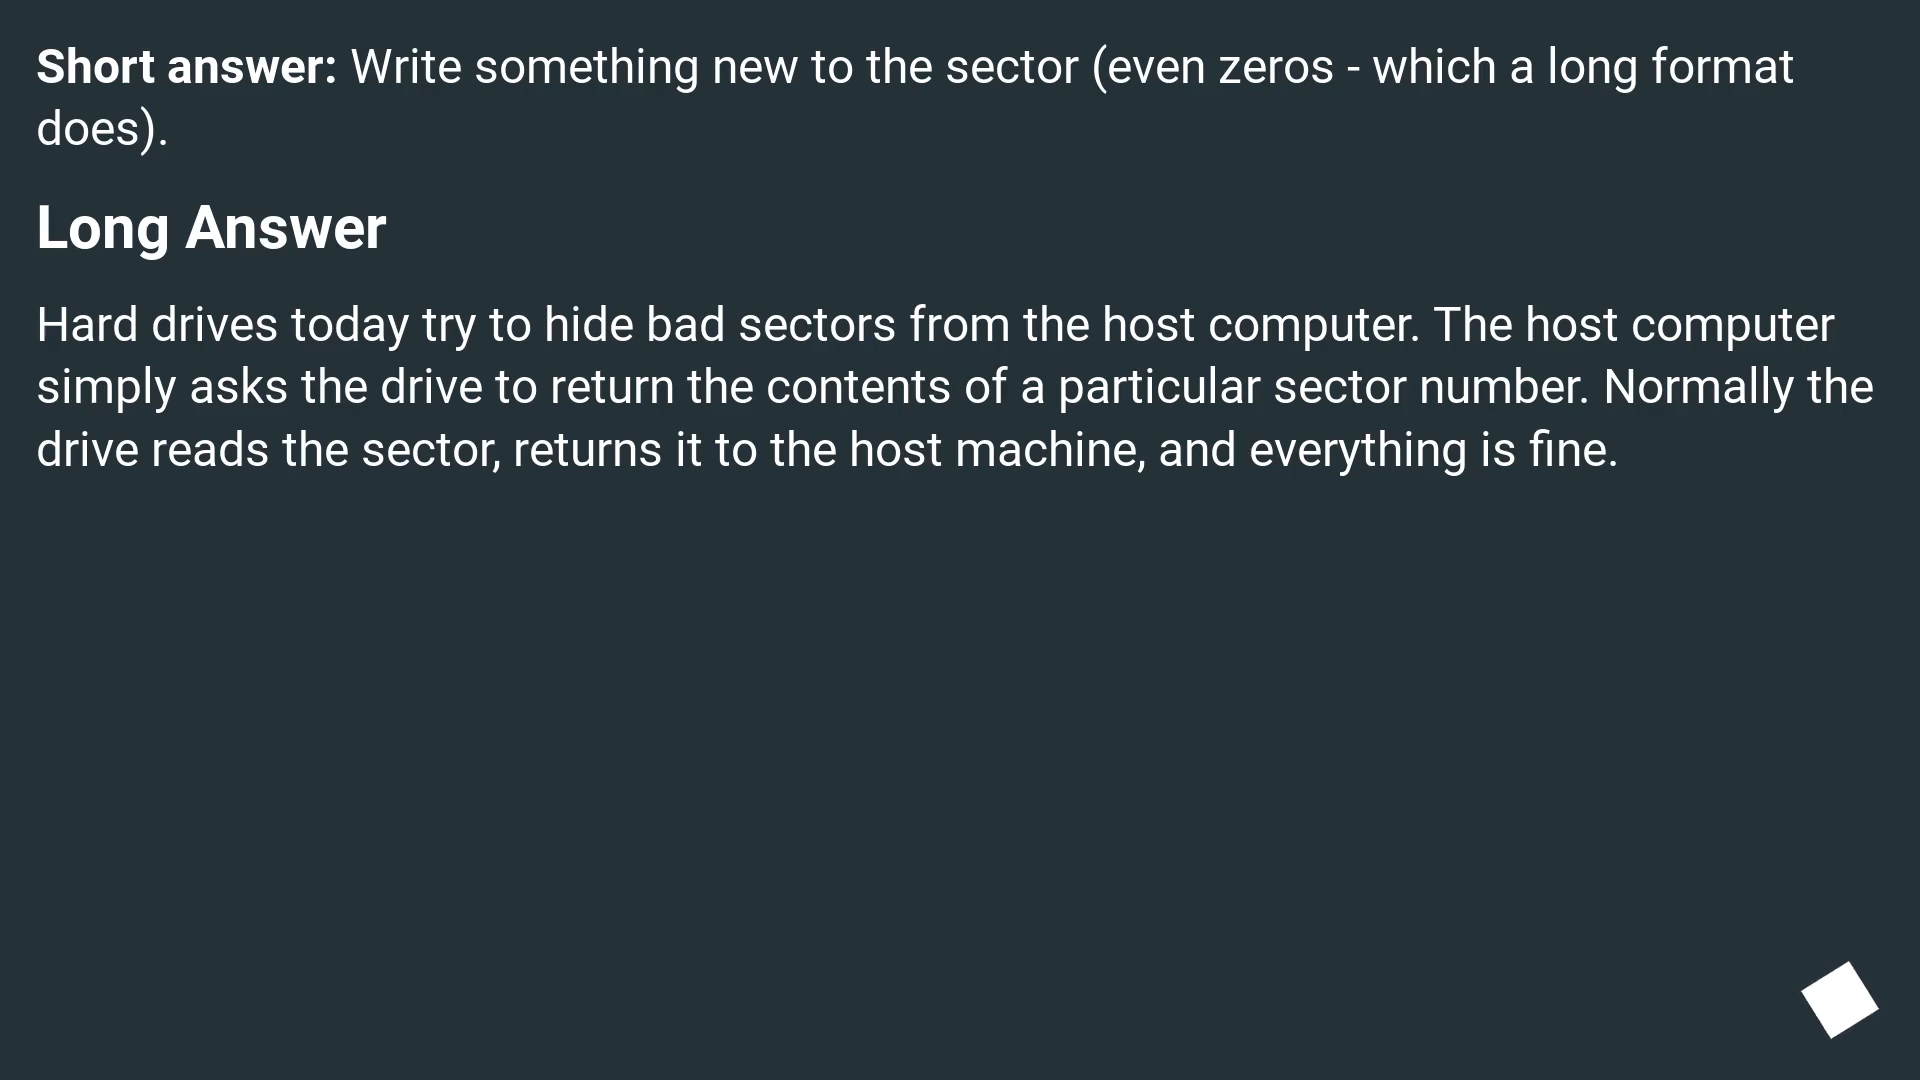 Short answer: Write something new to the sector (even zeros - which a long format
does).
Long Answer
Hard drives today try to hide bad sectors from the host computer. The host computer
simply asks the drive to return the contents of a particular sector number. Normally the
drive reads the sector, returns it to the host machine, and everything is fine.